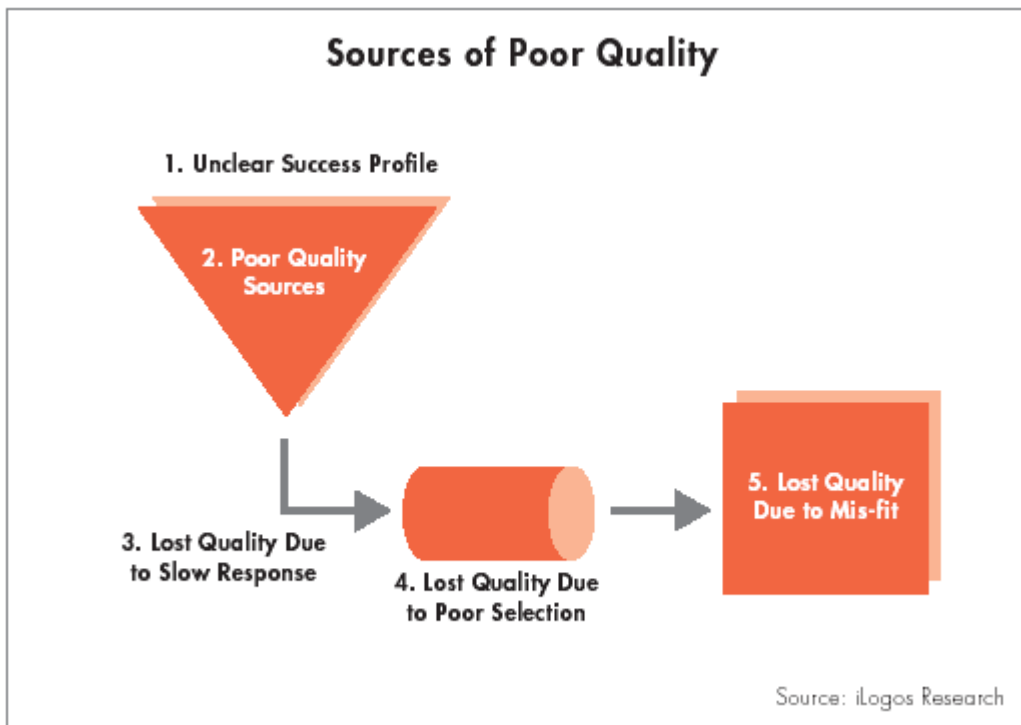 Sources of Poor Quality
1. Unclear Success Profile
2. Poor Quality
Sources
3. Lost Quality Due
to Slow Response
4. Lost Quality Due
to Poor Selection
5. Lost Quality
Due to Mis-fit
Source: iLogos Research